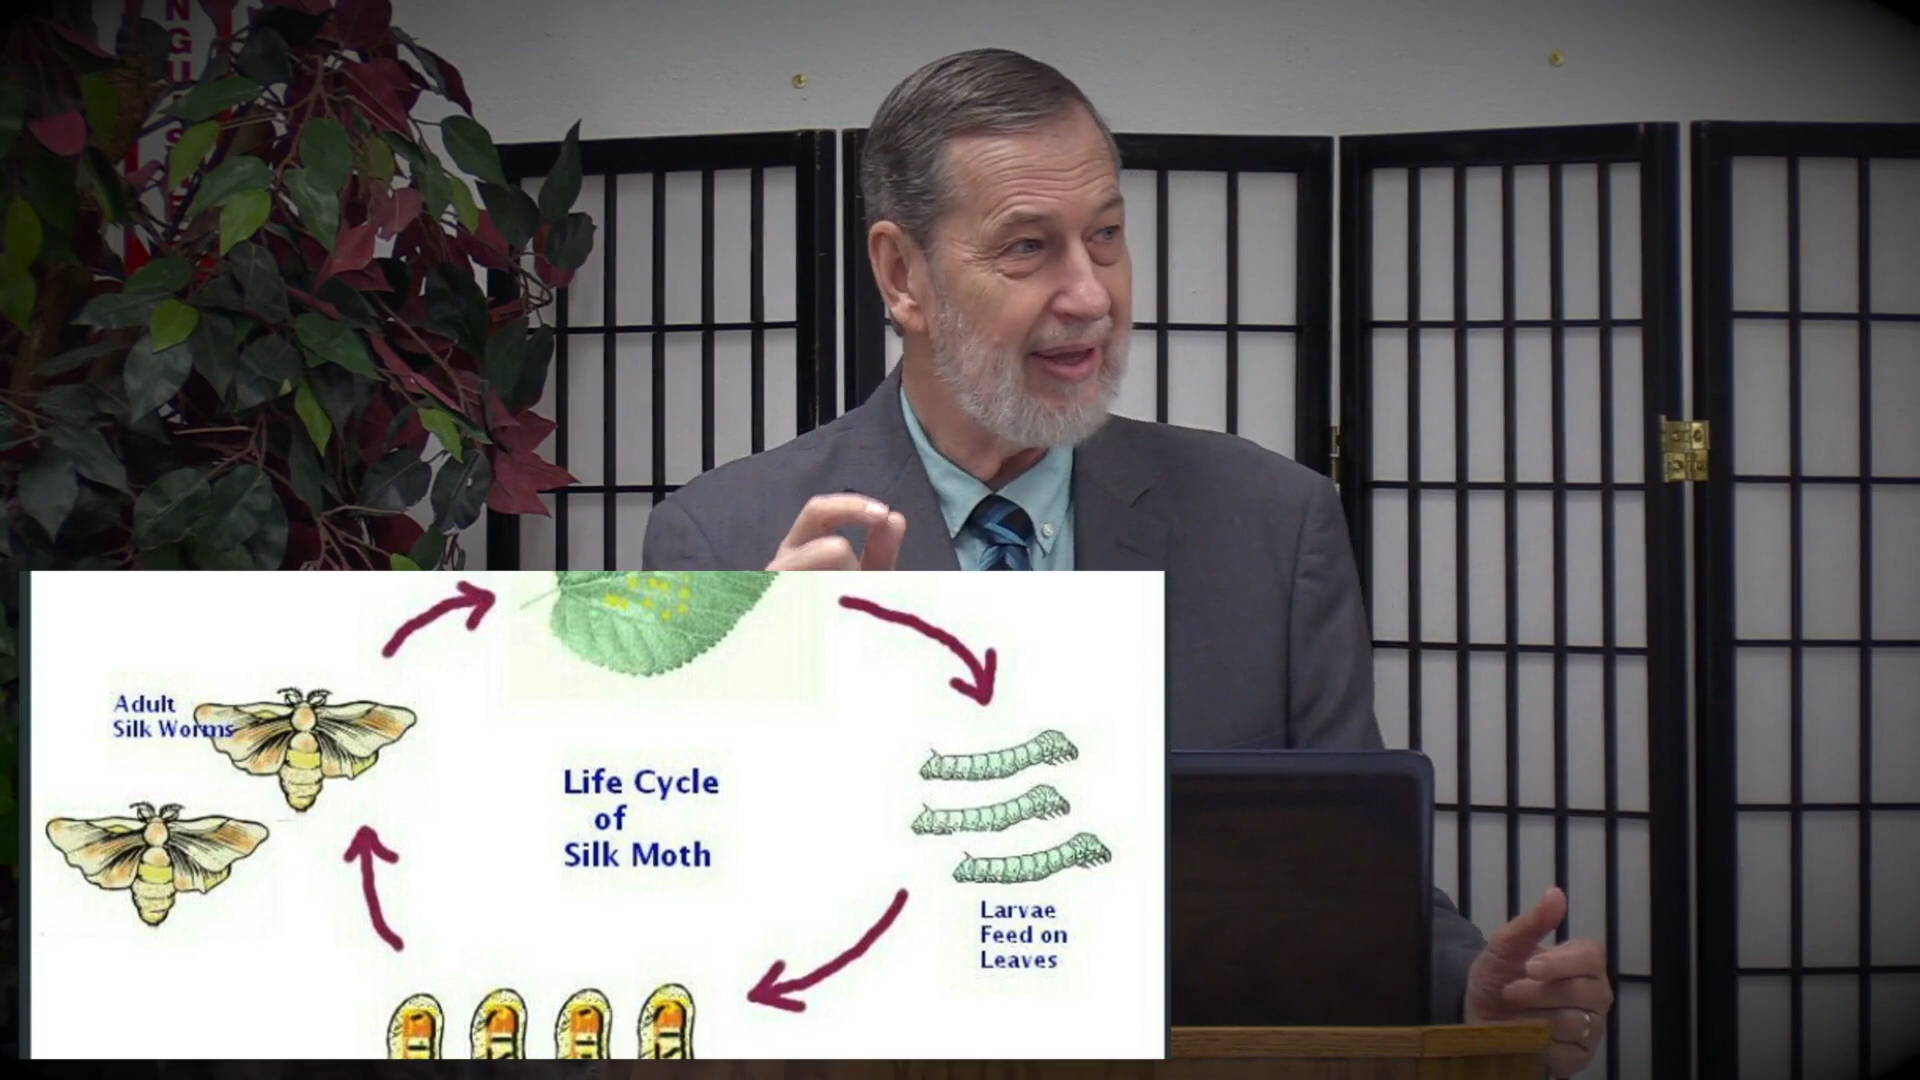 Adult
Silk Worms
Life Cycle
of
Silk Moth
Larvae
Feed on
Leaves